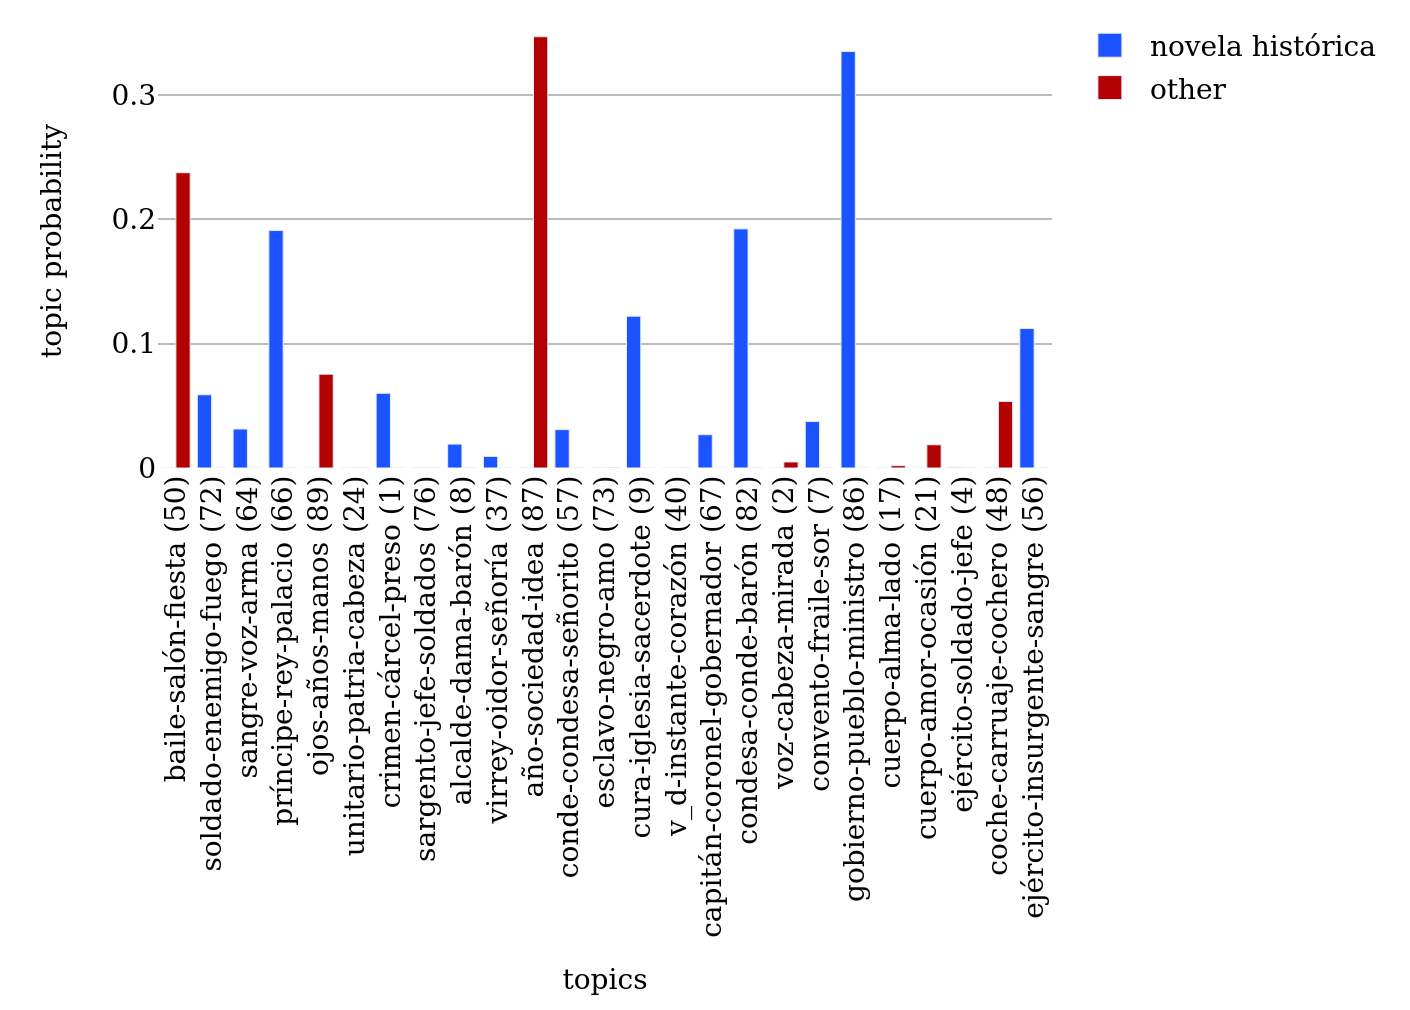 novela histórica
other
topic probability
0.3
0.2
0.1
0
baile-salón-fiesta (50)
soldado-enemigo-fuego (72)
sangre-voz-arma (64)
príncipe-rey-palacio (66)
ojos-años-manos (89)
unitario-patria-cabeza (24)
crimen-cárcel-preso (1)
sargento-jefe-soldados (76)
alcalde-dama-barón (8)
virrey-oidor-señoría (37)
año-sociedad-idea (87)
conde-condesa-señorito (57)
esclavo-negro-amo (73)
cura-iglesia-sacerdote (9)
v_d-instante-corazón (40)
capitán-coronel-gobernador (67)
condesa-conde-barón (82)
voz-cabeza-mirada (2)
convento-fraile-sor (7)
gobierno-pueblo-ministro (86)
cuerpo-alma-lado (17)
cuerpo-amor-ocasión (21)
ejército-soldado-jefe (4)
coche-carruaje-cochero (48)
ejército-insurgente-sangre (56)
topics